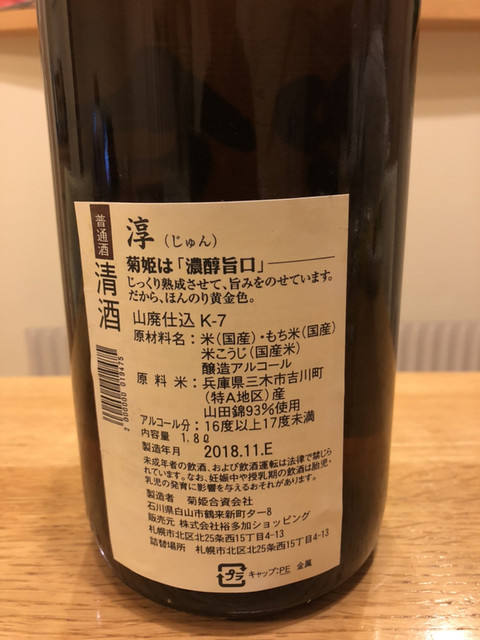 普通酒
清酒
淳（じゅん）
菊姫は「濃醇旨口」
じっくり熟成させて、旨みをのせています。
だから、ほんのり黄金色。
山廃仕込 K-7
原材料名：米（国産）・もち米（国産）
米こうじ（国産米）
醸造アルコール
原料米：兵庫県三木市吉川町
（特A地区）産
山田錦93％使用
アルコール分：16度以上17度未満
内容量 1.8ℓ
製造年月 2018.11.E
未成年者の飲酒、および飲酒運転は法律で禁じら
れています。なお、妊娠中や授乳期の飲酒は胎児・
乳児の発育に影響を与えるおそれがあります。
製造者 菊姫合資会社
石川県白山市鶴来新町タ－8
販売元 株式会社裕多加ショッピング
札幌市北区北25条西15丁目4-13
詰替場所 札幌市北区北25条西15丁目4-13
プラ キャップ:PE 金属
2 000000 019475